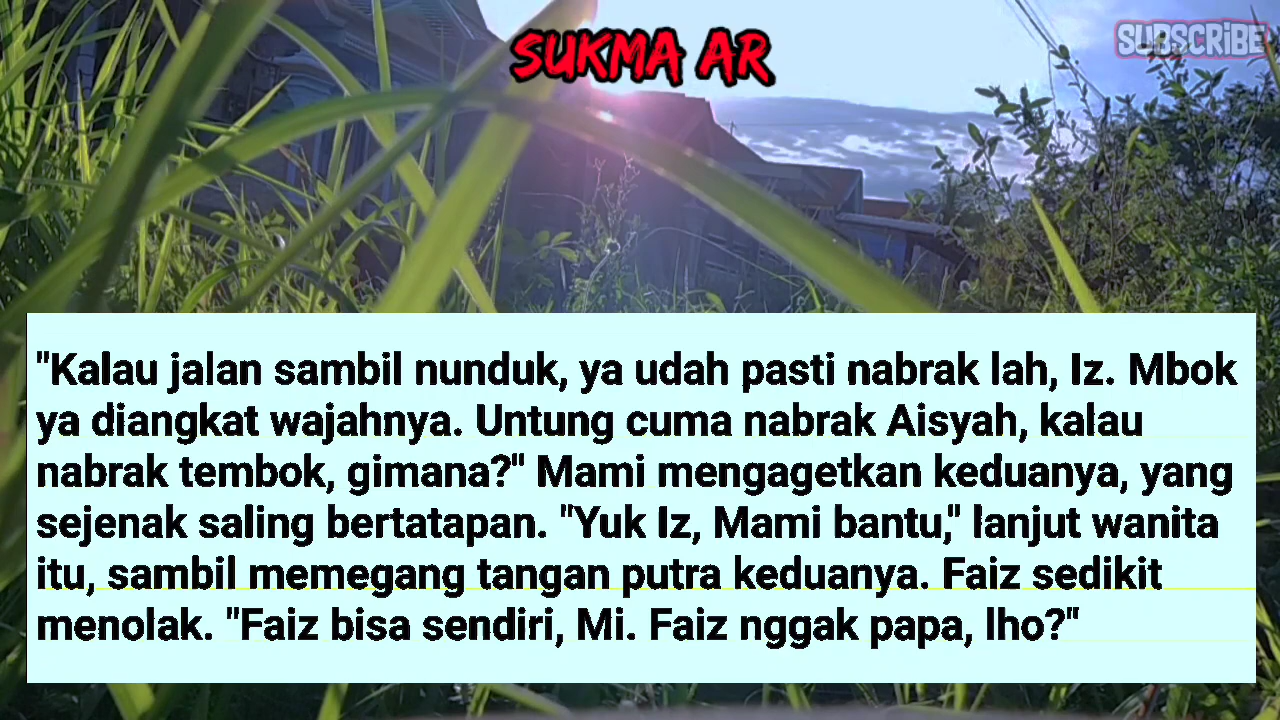 SUKMA AR
SUBSCRIBE
"Kalau jalan sambil nunduk, ya udah pasti nabrak lah, Iz. Mbok
ya diangkat wajahnya. Untung cuma nabrak Aisyah, kalau
nabrak tembok, gimana?" Mami mengagetkan keduanya, yang
sejenak saling bertatapan. "Yuk Iz, Mami bantu," lanjut wanita
itu, sambil memegang tangan putra keduanya. Faiz sedikit
menolak. "Faiz bisa sendiri, Mi. Faiz nggak papa, lho?"